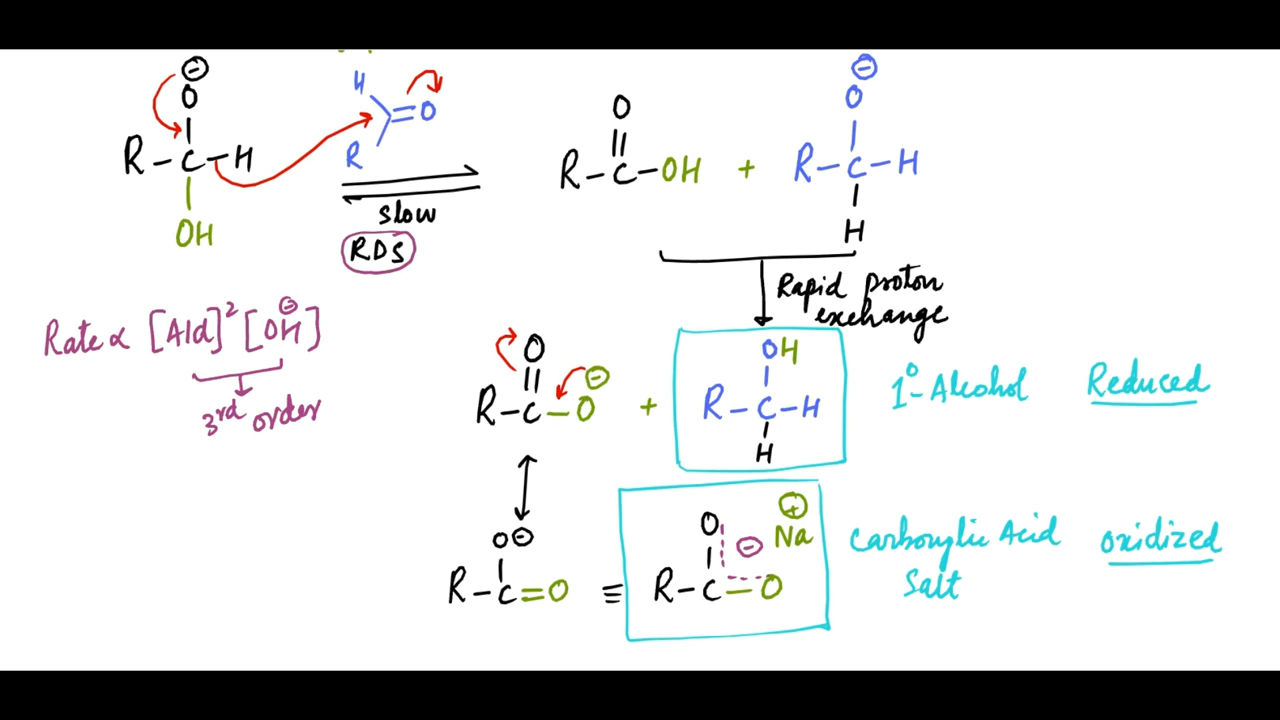 ⊖
O
H
R–C–H
R
=O
OH
slow
RDS
O
||
R–C–OH + R–C–H
⊖
O
H
Rapid proton
exchange
Rate ∝ [Ald]² [OH⊖]
3rd order
O
||
R–C–O⊖ +
OH
R–C–H
H
1°-Alcohol Reduced
O⊖
R–C=O ≡
O
R–C–O
⊖
⊕
Na
Carboxylic Acid oxidized
Salt